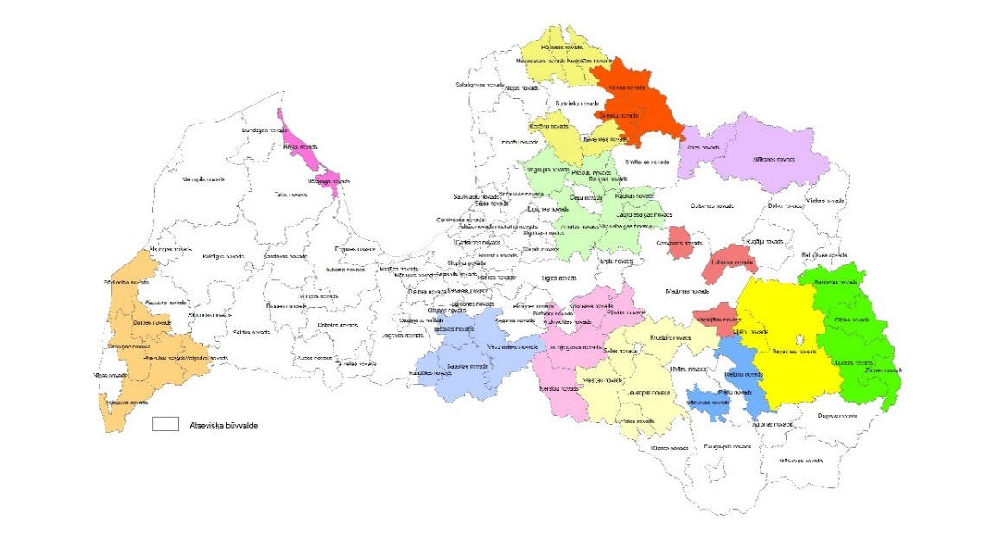 Rūjienas novads
Mazsalacas novads
Naukšēnu novads
Salacgrīvas novads
Alojas novads
Valkas novads
Burtnieku novads
Strenču novads
Kocēnu novads
Beverīnas novads
Limbažu novads
Smiltenes novads
Apes novads
Alūksnes novads
Dundagas novads
Rojas novads
Mērsraga novads
Ventspils novads
Talsu novads
Pārgaujas novads
Priekuļu novads
Raunas novads
Cēsu novads
Līgatnes novads
Jaunpiebalgas novads
Amatas novads
Vecpiebalgas novads
Gulbenes novads
Balvu novads
Viļakas novads
Saulkrastu novads
Krimuldas novads
Sējas novads
Carnikavas novads
Siguldas novads
Mālpils novads
Garkalnes novads
Ropažu novads
Stopiņu novads
Ērgļu novads
Cesvaines novads
Rugāju novads
Lubānas novads
Baltinavas novads
Madonas novads
Kārsavas novads
Alsungas novads
Kuldīgas novads
Kandavas novads
Engures novads
Tukuma novads
Ogres novads
Pāvilostas novads
Aizputes novads
Skrundas novads
Durbes novads
Saldus novads
Brocēnu novads
Jaunpils novads
Dobeles novads
Auces novads
Tērvetes novads
Jelgavas novads
Ozolnieku novads
Olaines novads
Grobiņas novads
Priekules novads
Vaiņodes novads
Nīcas novads
Rucavas novads
Iecavas novads
Vecumnieku novads
Bauskas novads
Rundāles novads
Ķeguma novads
Lielvārdes novads
Skrīveru novads
Aizkraukles novads
Kokneses novads
Pļaviņu novads
Jaunjelgavas novads
Neretas novads
Salas novads
Krustpils novads
Viesītes novads
Jēkabpils novads
Aknīstes novads
Varakļānu novads
Viļānu novads
Rēzeknes novads
Ciblas novads
Ludzas novads
Zilupes novads
Līvānu novads
Riebiņu novads
Preiļu novads
Vārkavas novads
Aglonas novads
Dagdas novads
Ilūkstes novads
Daugavpils novads
Krāslavas novads
Atsevišķa būvvalde